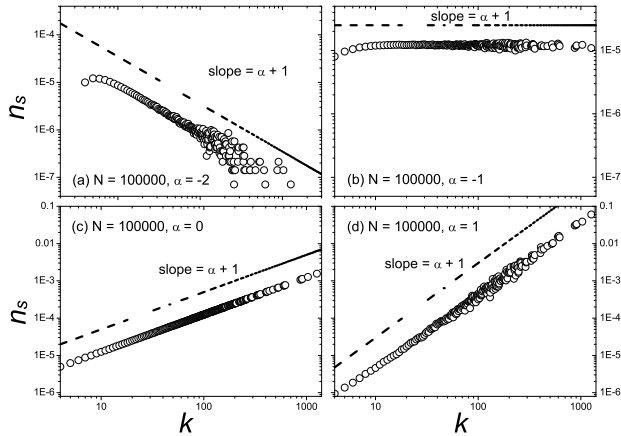 1E-4
1E-5
1E-6
1E-7
n_s
slope = α + 1
(a) N = 100000, α = -2
slope = α + 1
1E-5
1E-6
1E-7
(b) N = 100000, α = -1
0.1
0.01
1E-3
1E-4
1E-5
1E-6
n_s
(c) N = 100000, α = 0
slope = α + 1
10
100
1000
k
(d) N = 100000, α = 1
slope = α + 1
0.1
0.01
1E-3
1E-4
1E-5
1E-6
10
100
1000
k